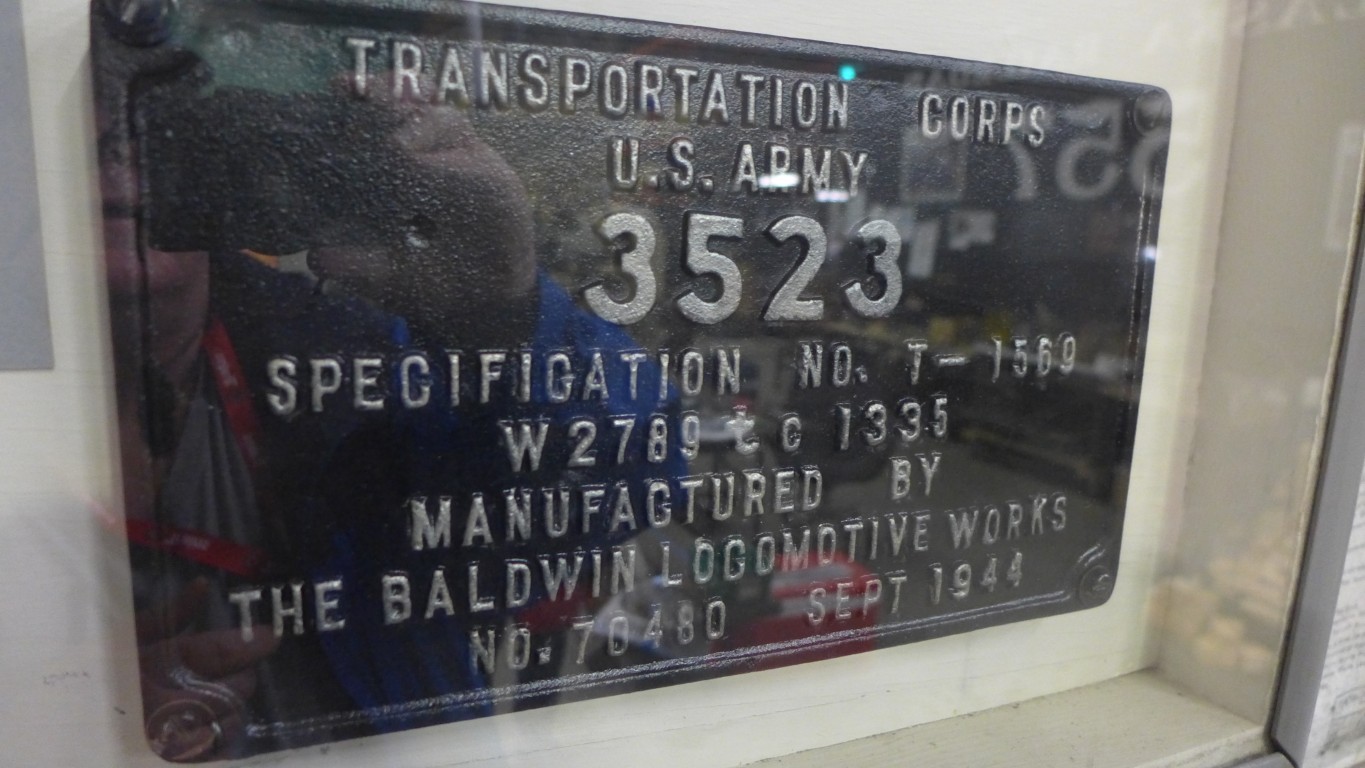 TRANSPORTATION CORPS
U.S. ARMY
3523
SPECIFICATION NO. T-1569
W2789 tc 1335
MANUFACTURED BY
THE BALDWIN LOCOMOTIVE WORKS
NO. 70480 SEPT 1944